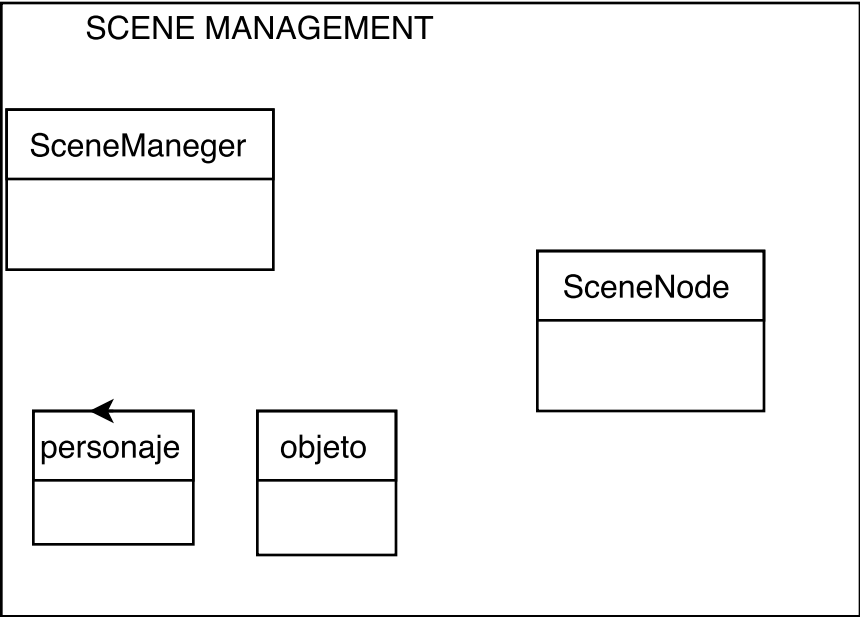 SCENE MANAGEMENT
SceneManeger
SceneNode
personaje
objeto